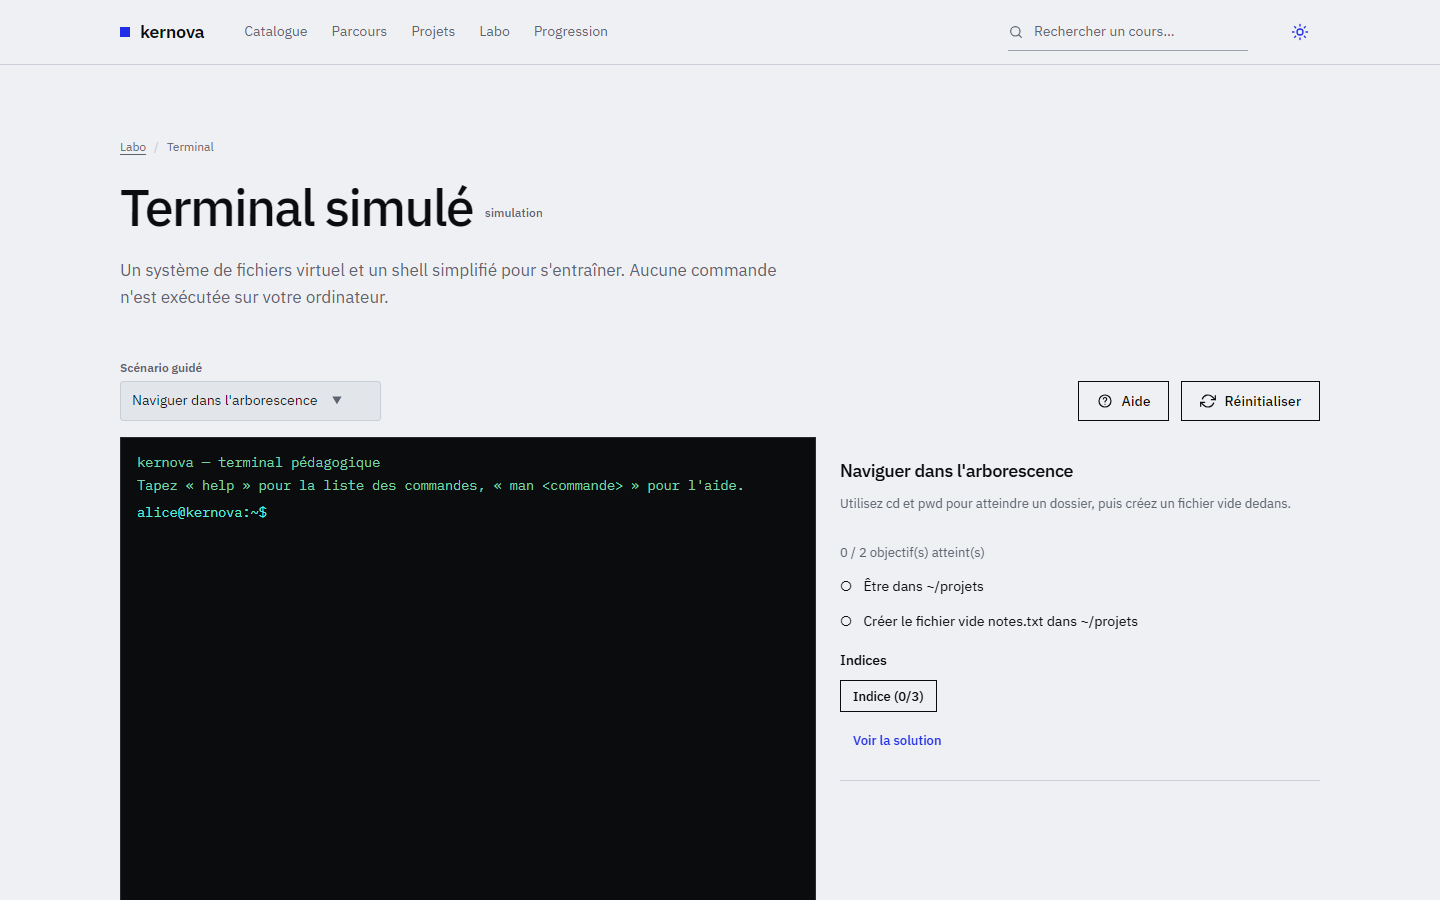 kernova
Catalogue Parcours Projets Labo Progression
Rechercher un cours...
Labo / Terminal
Terminal simulé simulation
Un système de fichiers virtuel et un shell simplifié pour s'entraîner. Aucune commande
n'est exécutée sur votre ordinateur.
Scénario guidé
Naviguer dans l'arborescence ▼
Aide
Réinitialiser
kernova — terminal pédagogique
Tapez « help » pour la liste des commandes, « man <commande> » pour l'aide.
alice@kernova:~$
Naviguer dans l'arborescence
Utilisez cd et pwd pour atteindre un dossier, puis créez un fichier vide dedans.
0 / 2 objectif(s) atteint(s)
Être dans ~/projets
Créer le fichier vide notes.txt dans ~/projets
Indices
Indice (0/3)
Voir la solution